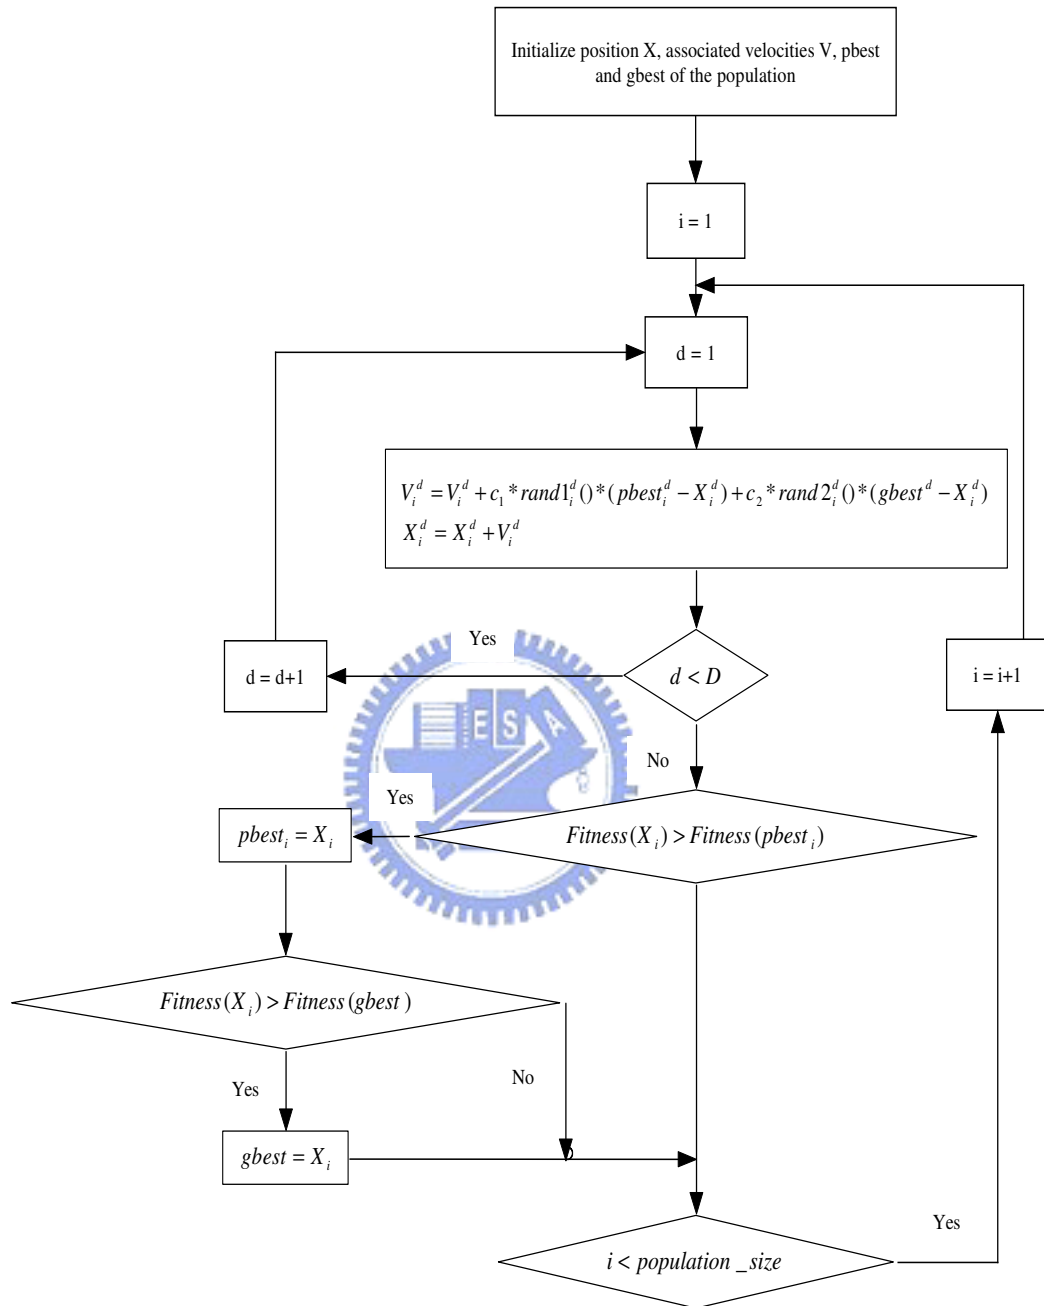 Initialize position X, associated velocities V, pbest
and gbest of the population
i = 1
d = 1
$V_i^d = V_i^d + c_1 * rand1_i^d() * (pbest_i^d - X_i^d) + c_2 * rand2_i^d() * (gbest^d - X_i^d)$
$X_i^d = X_i^d + V_i^d$
Yes
d = d+1
$d < D$
i = i+1
E S A
No
Yes
$pbest_i = X_i$
$Fitness(X_i) > Fitness(pbest_i)$
$Fitness(X_i) > Fitness(gbest)$
No
Yes
$gbest = X_i$
Yes
$i < population\_size$